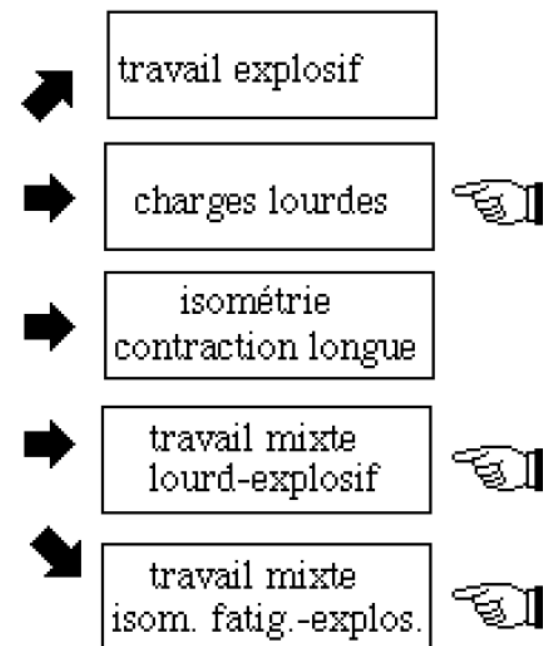 travail explosif
charges lourdes
isométrie
contraction longue
travail mixte
lourd-explosif
travail mixte
isom. fatig.-explos.